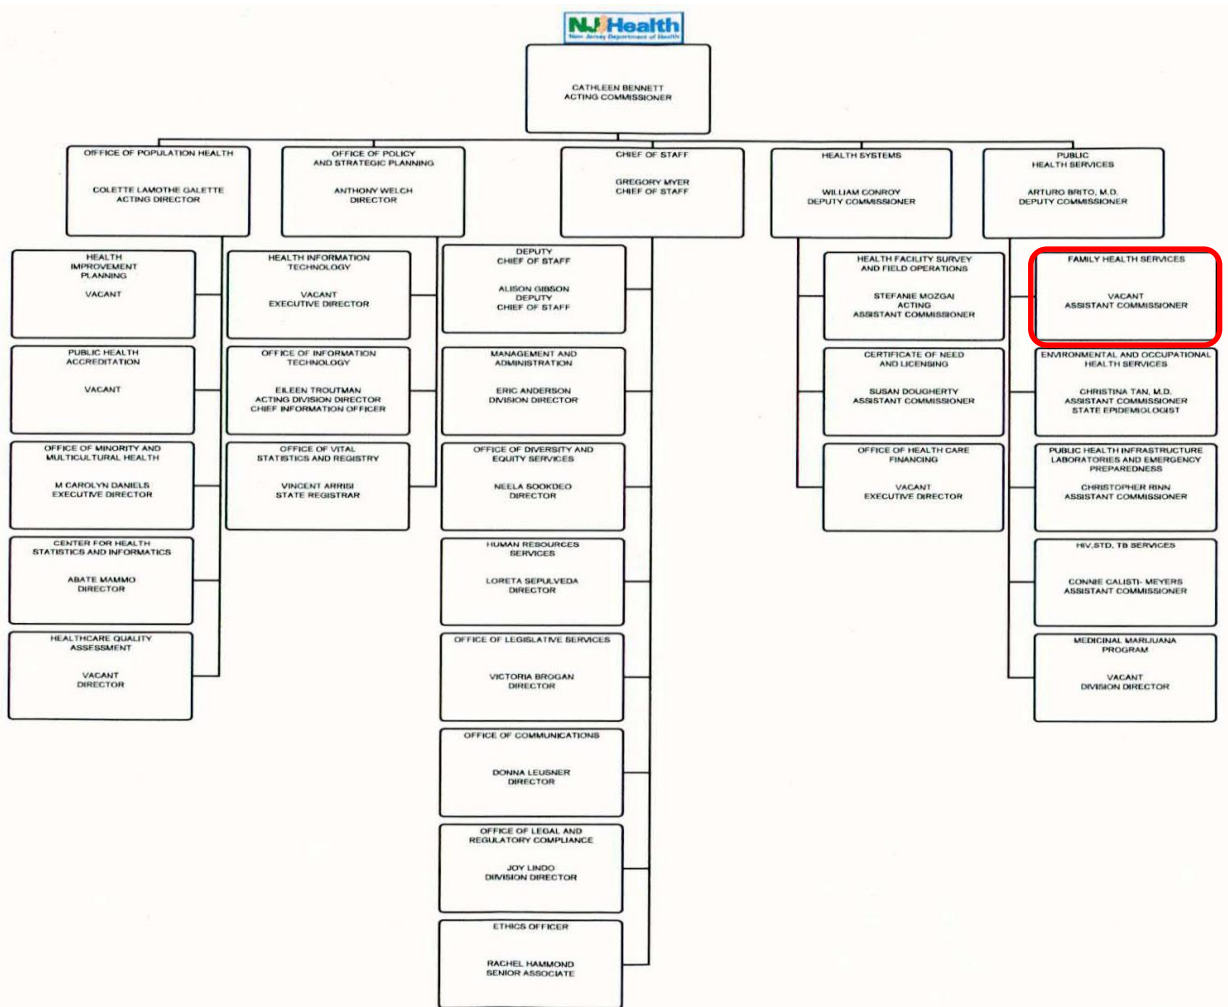 NJHealth
New Jersey Department of Health
CATHLEEN BENNETT
ACTING COMMISSIONER
OFFICE OF POPULATION HEALTH
COLETTE LAMOTHE GALETTE
ACTING DIRECTOR
OFFICE OF POLICY
AND STRATEGIC PLANNING
ANTHONY WELCH
DIRECTOR
CHIEF OF STAFF
GREGORY MYER
CHIEF OF STAFF
HEALTH SYSTEMS
WILLIAM CONROY
DEPUTY COMMISSIONER
PUBLIC
HEALTH SERVICES
ARTURO BRITO, M.D.
DEPUTY COMMISSIONER
HEALTH
IMPROVEMENT
PLANNING
VACANT
PUBLIC HEALTH
ACCREDITATION
VACANT
OFFICE OF MINORITY AND
MULTICULTURAL HEALTH
M CAROLYN DANIELS
EXECUTIVE DIRECTOR
CENTER FOR HEALTH
STATISTICS AND INFORMATICS
ABATE MAMMO
DIRECTOR
HEALTHCARE QUALITY
ASSESSMENT
VACANT
DIRECTOR
HEALTH INFORMATION
TECHNOLOGY
VACANT
EXECUTIVE DIRECTOR
OFFICE OF INFORMATION
TECHNOLOGY
EILEEN TROUTMAN
ACTING DIVISION DIRECTOR
CHIEF INFORMATION OFFICER
OFFICE OF VITAL
STATISTICS AND REGISTRY
VINCENT ARRISI
STATE REGISTRAR
DEPUTY
CHIEF OF STAFF
ALISON GIBSON
DEPUTY
CHIEF OF STAFF
MANAGEMENT AND
ADMINISTRATION
ERIC ANDERSON
DIVISION DIRECTOR
OFFICE OF DIVERSITY AND
EQUITY SERVICES
NEELA SOOKDEO
DIRECTOR
HUMAN RESOURCES
SERVICES
LORETA SEPULVEDA
DIRECTOR
OFFICE OF LEGISLATIVE SERVICES
VICTORIA BROGAN
DIRECTOR
OFFICE OF COMMUNICATIONS
DONNA LEUSNER
DIRECTOR
OFFICE OF LEGAL AND
REGULATORY COMPLIANCE
JOY LINDO
DIIVISION DIRECTOR
ETHICS OFFICER
RACHEL HAMMOND
SENIOR ASSOCIATE
HEALTH FACILITY SURVEY
AND FIELD OPERATIONS
STEFANIE MOZGAI
ACTING
ASSISTANT COMMISSIONER
CERTIFICATE OF NEED
AND LICENSING
SUSAN DOUGHERTY
ASSISTANT COMMISSIONER
OFFICE OF HEALTH CARE
FINANCING
VACANT
EXECUTIVE DIRECTOR
FAMILY HEALTH SERVICES
VACANT
ASSISTANT COMMISSIONER
ENVIRONMENTAL AND OCCUPATIONAL
HEALTH SERVICES
CHRISTINA TAN, M.D.
ASSISTANT COMMISSIONER
STATE EPIDEMIOLOGIST
PUBLIC HEALTH INFRASTRUCTURE
LABORATORIES AND EMERGENCY
PREPAREDNESS
CHRISTOPHER RINN
ASSISTANT COMMISSIONER
HIV,STD, TB SERVICES
CONNIE CALISTI- MEYERS
ASSISTANT COMMISSIONER
MEDICINAL MARIJUANA
PROGRAM
VACANT
DIVISION DIRECTOR